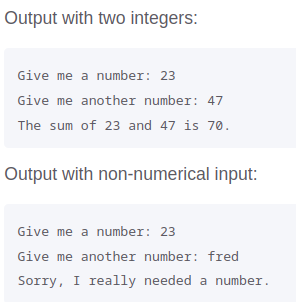 Output with two integers:
Give me a number: 23
Give me another number: 47
The sum of 23 and 47 is 70.
Output with non-numerical input:
Give me a number: 23
Give me another number: fred
Sorry, I really needed a number.